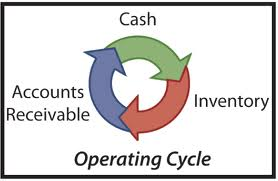 Cash
Accounts
Receivable
Inventory
Operating Cycle